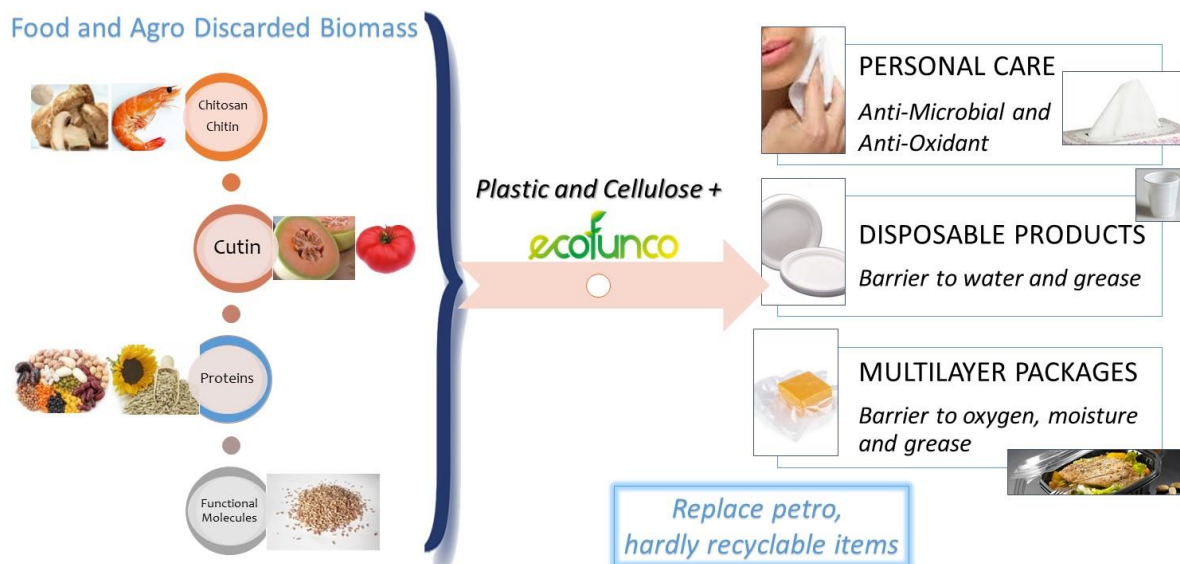 Food and Agro Discarded Biomass
Chitosan
Chitin
Cutin
Proteins
Functional
Molecules
Plastic and Cellulose +
ecofunco
PERSONAL CARE
Anti-Microbial and
Anti-Oxidant
DISPOSABLE PRODUCTS
Barrier to water and grease
MULTILAYER PACKAGES
Barrier to oxygen, moisture
and grease
Replace petro,
hardly recyclable items